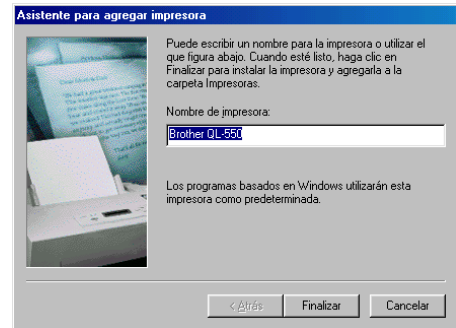 Asistente para agregar impresora
Puede escribir un nombre para la impresora o utilizar el
que figura abajo. Cuando esté listo, haga clic en
Finalizar para instalar la impresora y agregarla a la
carpeta Impresoras.
Nombre de impresora:
Brother QL-550
Los programas basados en Windows utilizarán esta
impresora como predeterminada.
< Atrás
Finalizar
Cancelar